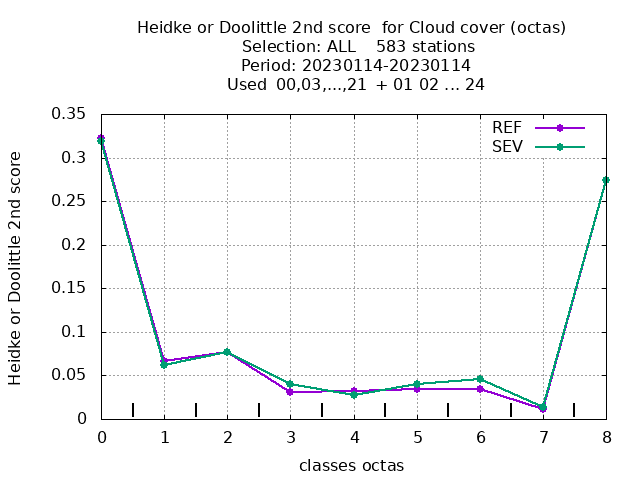 Heidke or Doolittle 2nd score  for Cloud cover (octas)
Selection: ALL    583 stations
Period: 20230114-20230114
Used  00,03,...,21  + 01 02 ... 24
REF
SEV
Heidke or Doolittle 2nd score
0.35
0.3
0.25
0.2
0.15
0.1
0.05
0
0 1 2 3 4 5 6 7 8
classes octas